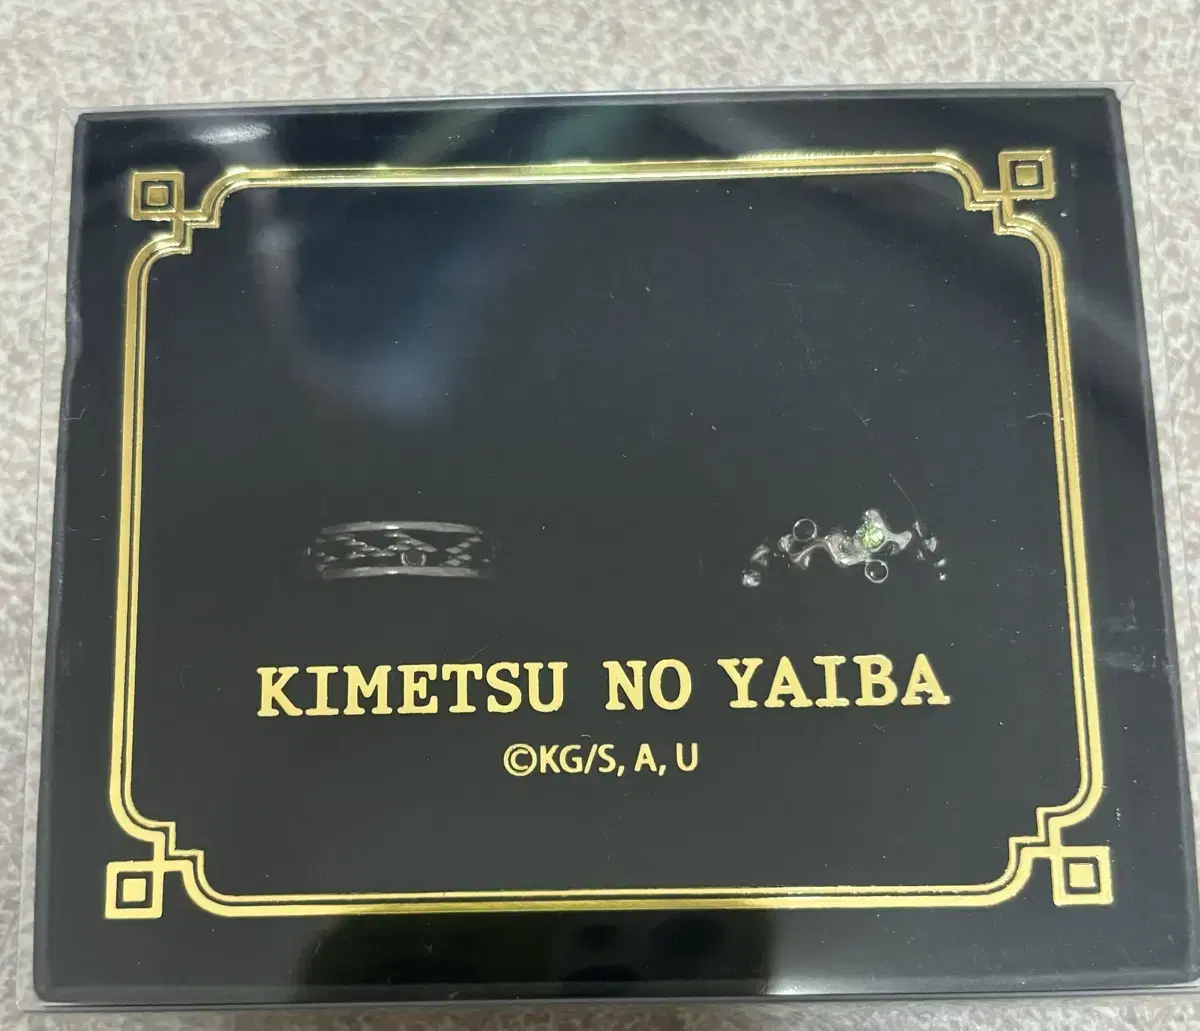 KIMETSU NO YAIBA
©KG/S, A, U